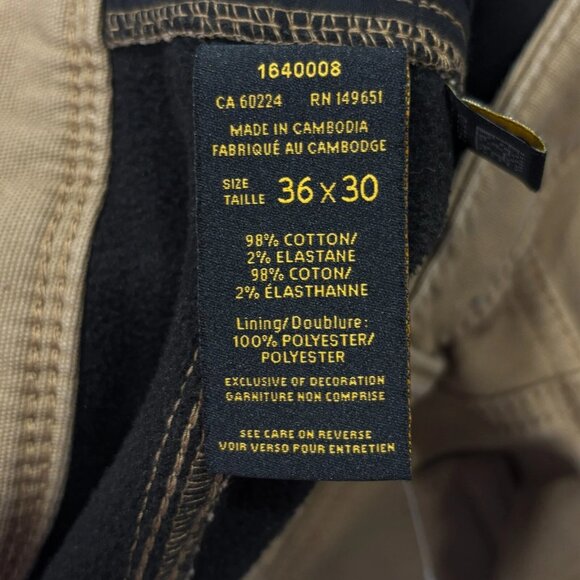 1640008
CA 60224 RN 149651
MADE IN CAMBODIA
FABRIQUÉ AU CAMBODGE
SIZE
TAILLE 36 x 30
98% COTTON/
2% ELASTANE
98% COTON/
2% ÉLASTHANNE
Lining/Doublure:
100% POLYESTER/
POLYESTER
EXCLUSIVE OF DECORATION
GARNITURE NON COMPRISE
SEE CARE ON REVERSE
VOIR VERSO POUR ENTRETIEN